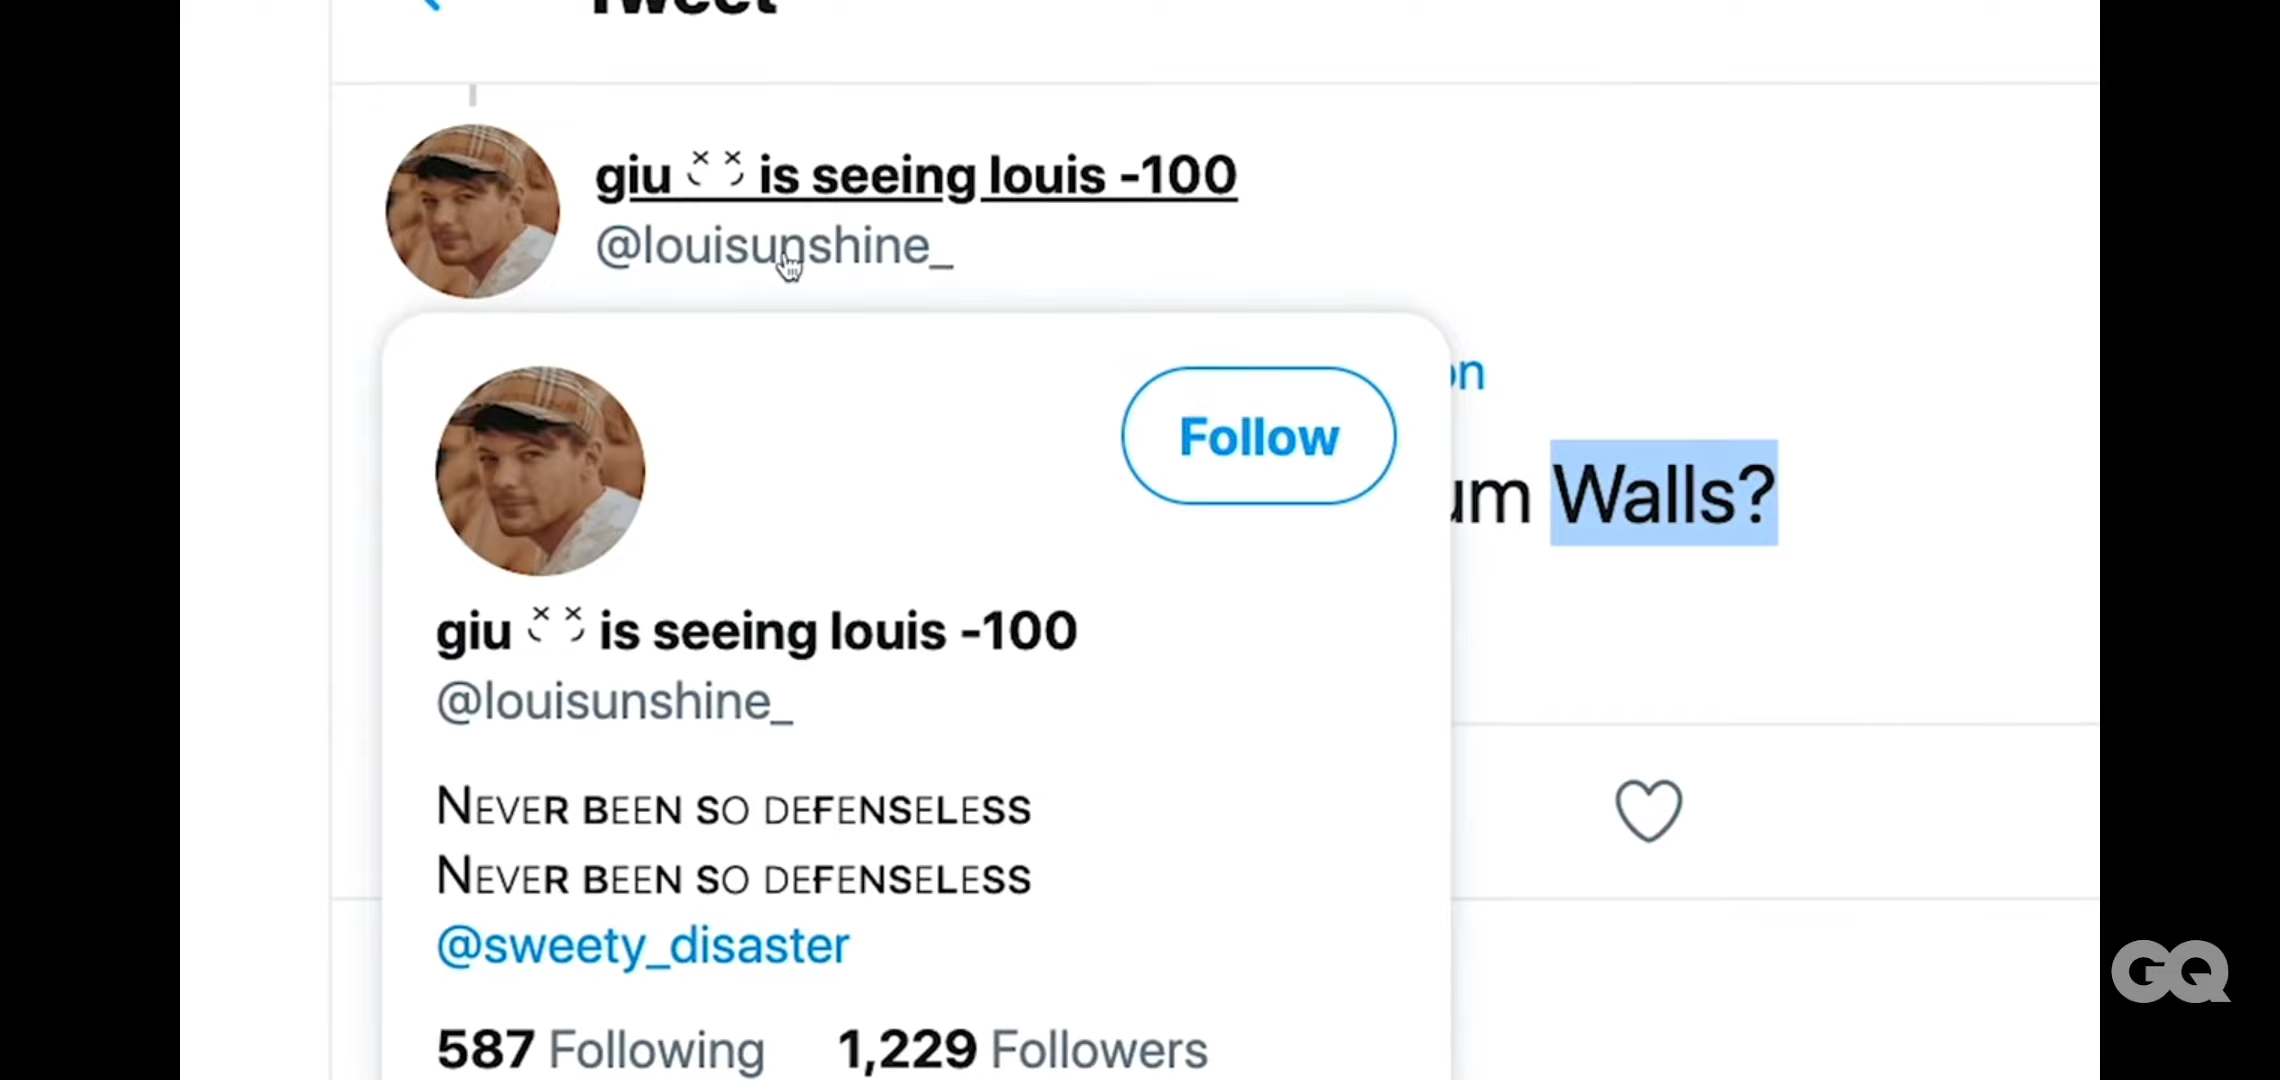 Tweet
giu ˟̮˟ is seeing louis -100
@louisunshine_
Follow
Walls?
giu ˟̮˟ is seeing louis -100
@louisunshine_
Never been so defenseless
Never been so defenseless
@sweety_disaster
587 Following 1,229 Followers
GQ